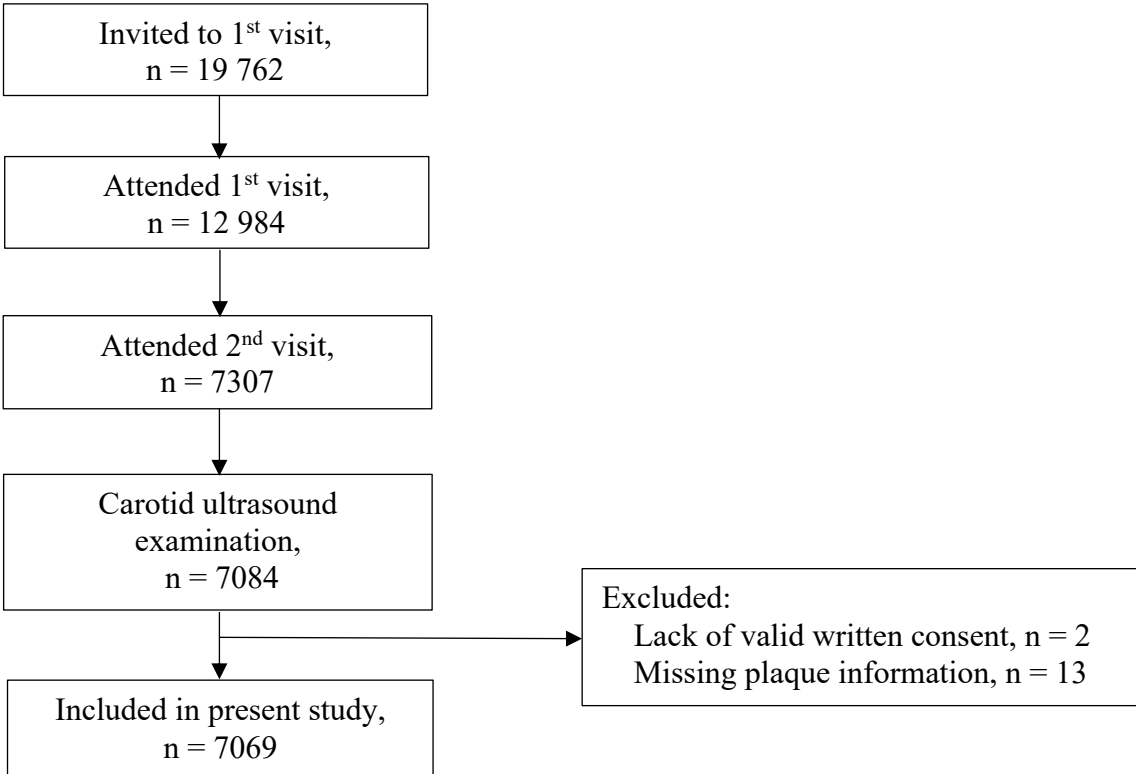 Invited to 1st visit,
n = 19 762
Attended 1st visit,
n = 12 984
Attended 2nd visit,
n = 7307
Carotid ultrasound
examination,
n = 7084
Excluded:
Lack of valid written consent, n = 2
Missing plaque information, n = 13
Included in present study,
n = 7069